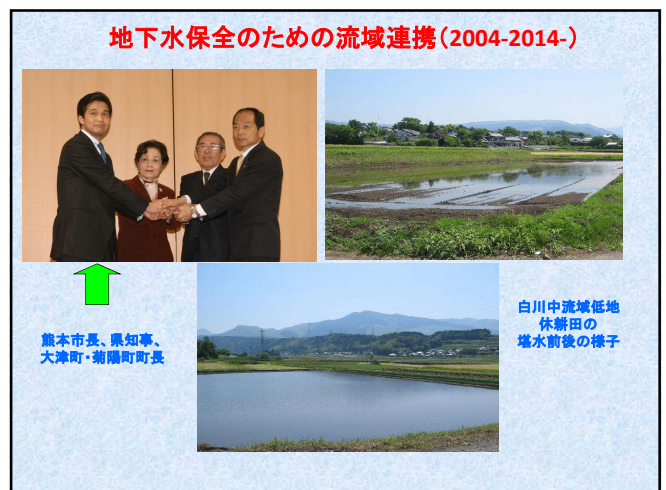 地下水保全のための流域連携（2004-2014-）
白川中流域低地
休耕田の
堪水前後の様子
熊本市長、県知事、
大津町・菊陽町町長